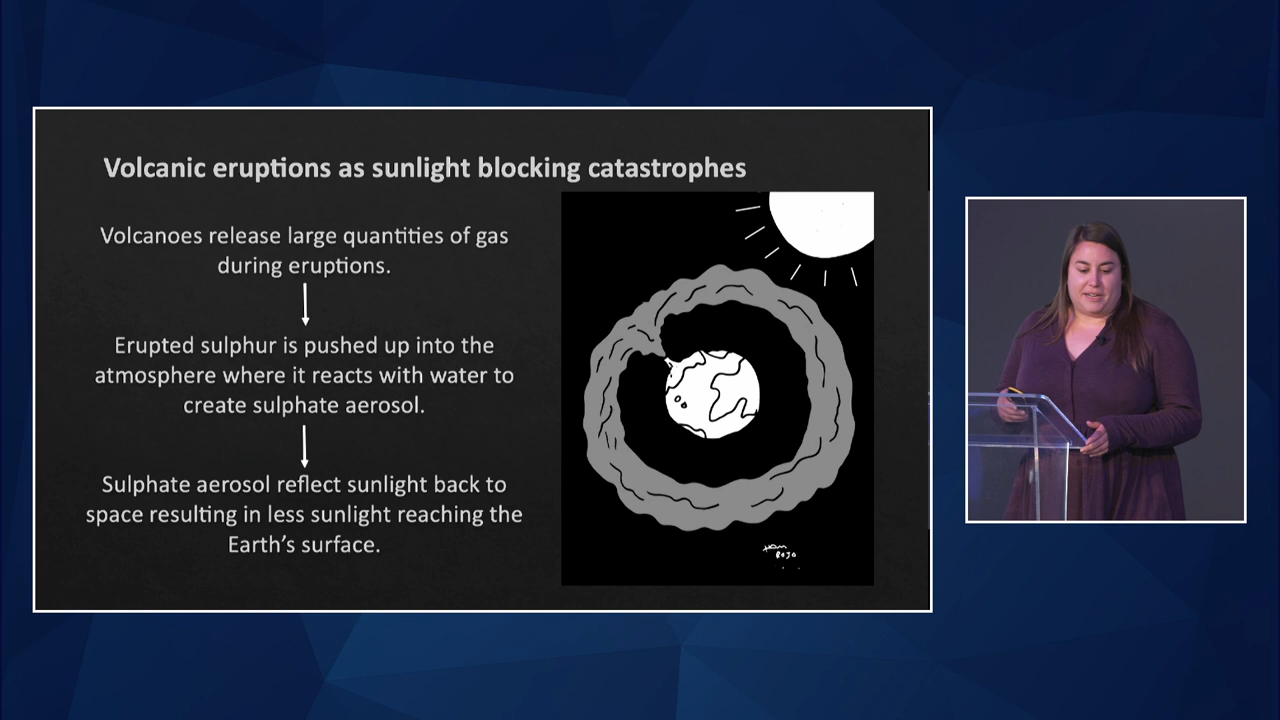 Volcanic eruptions as sunlight blocking catastrophes
Volcanoes release large quantities of gas
during eruptions.
Erupted sulphur is pushed up into the
atmosphere where it reacts with water to
create sulphate aerosol.
Sulphate aerosol reflect sunlight back to
space resulting in less sunlight reaching the
Earth's surface.